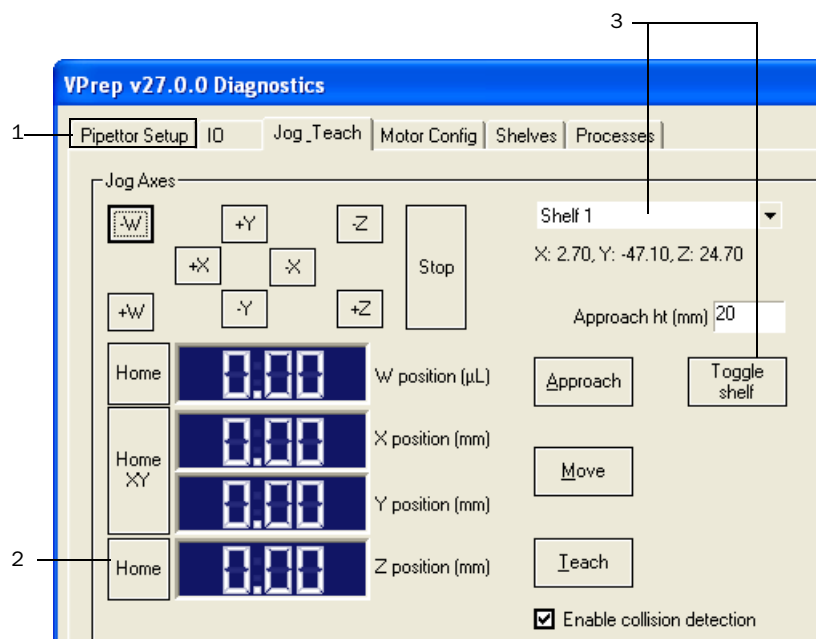 3
VPrep v27.0.0 Diagnostics
1
Pipettor Setup IO Jog_Teach Motor Config Shelves Processes
Jog Axes
-W +Y -Z
Stop
Shelf 1
+X -X
X: 2.70, Y: -47.10, Z: 24.70
+W -Y +Z
Approach ht (mm) 20
Home 0.00 W position (µL)
Approach
Toggle
shelf
Home
XY
0.00 X position (mm)
Move
0.00 Y position (mm)
2
Home 0.00 Z position (mm)
Teach
Enable collision detection